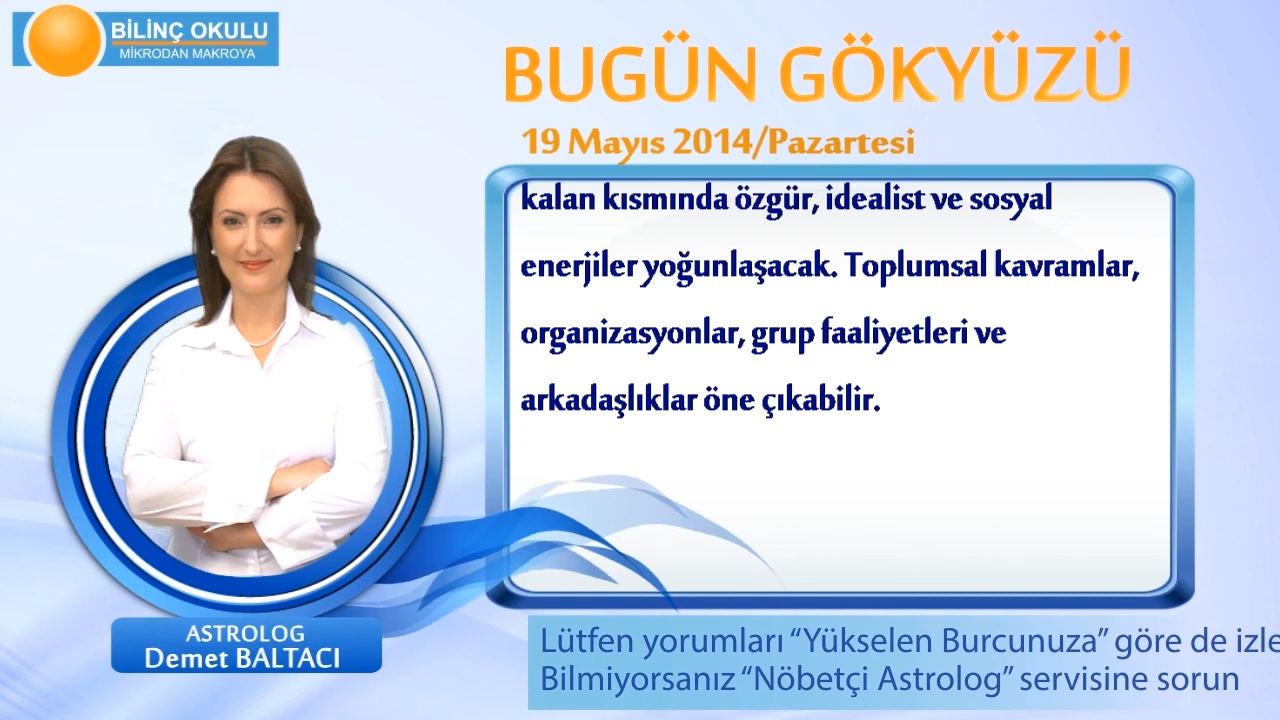 BİLİNÇ OKULU
MİKRODAN MAKROYA
BUGÜN GÖKYÜZÜ
19 Mayıs 2014/Pazartesi
kalan kısmında özgür, idealist ve sosyal
enerjiler yoğunlaşacak. Toplumsal kavramlar,
organizasyonlar, grup faaliyetleri ve
arkadaşlıklar öne çıkabilir.
ASTROLOG
Demet BALTACI
Lütfen yorumları “Yükselen Burcunuza” göre de izle
Bilmiyorsanız “Nöbetçi Astrolog” servisine sorun